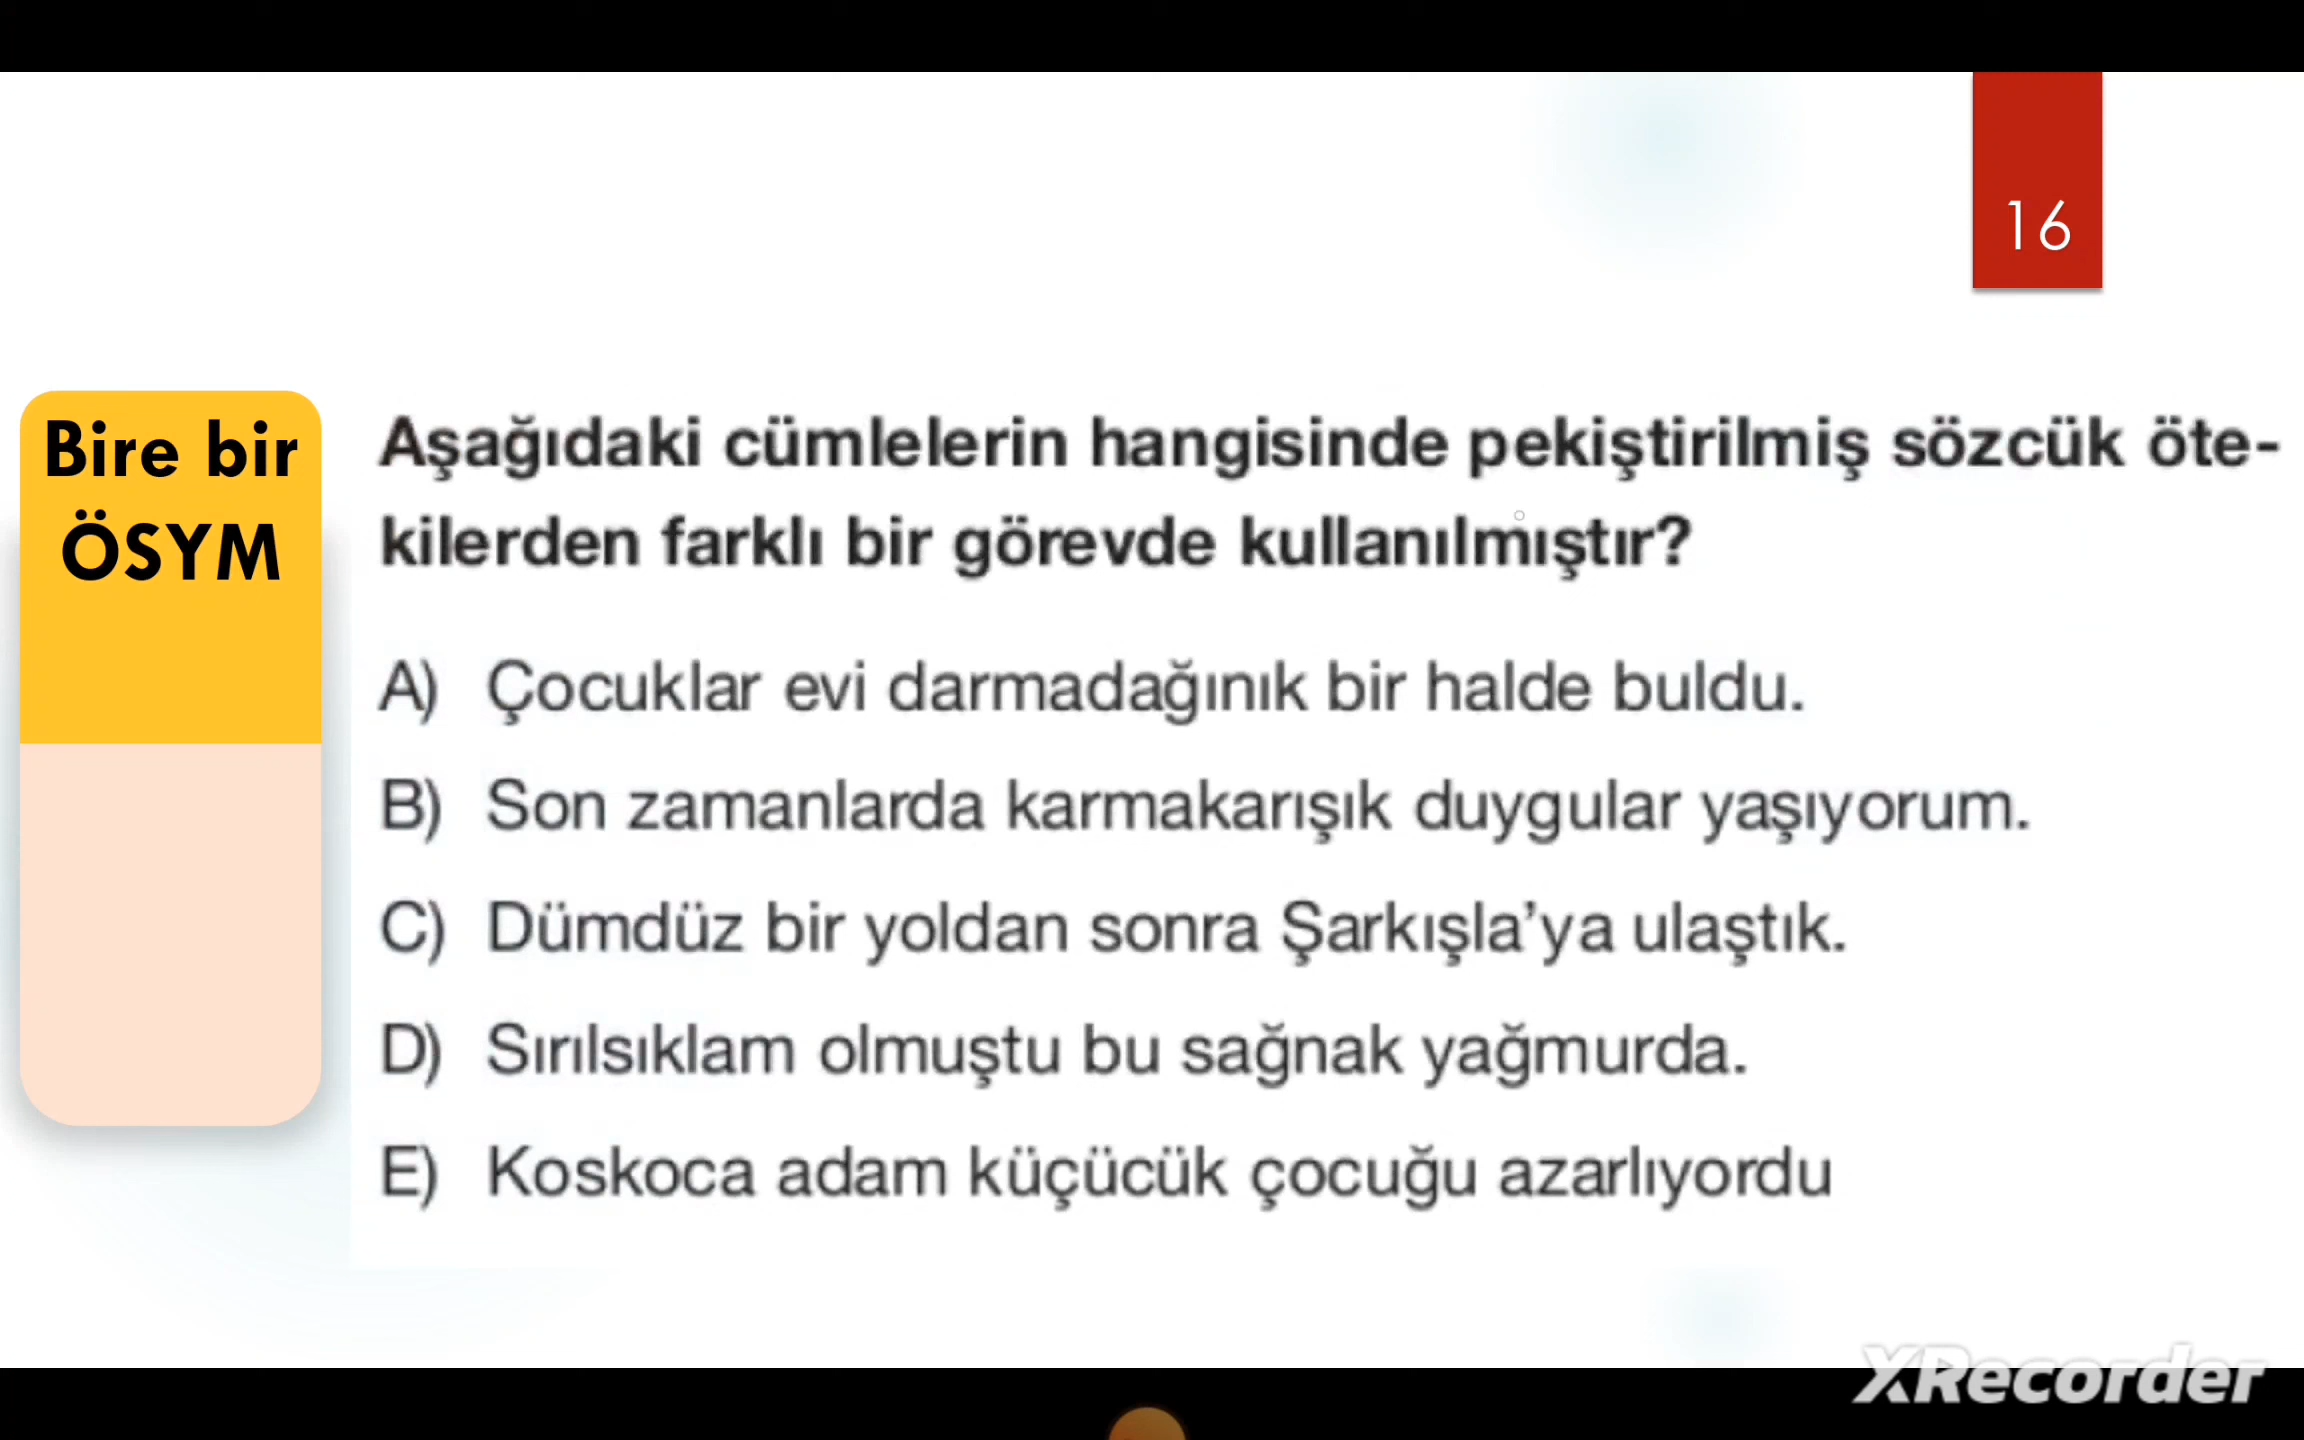 16
Bire bir
ÖSYM
Aşağıdaki cümlelerin hangisinde pekiştirilmiş sözcük öte-
kilerden farklı bir görevde kullanılmıştır?
A) Çocuklar evi darmadağınık bir halde buldu.
B) Son zamanlarda karmakarışık duygular yaşıyorum.
C) Dümdüz bir yoldan sonra Şarkışla’ya ulaştık.
D) Sırılsıklam olmuştu bu sağnak yağmurda.
E) Koskoca adam küçücük çocuğu azarlıyordu
XRecorder